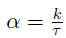 α = k/τ